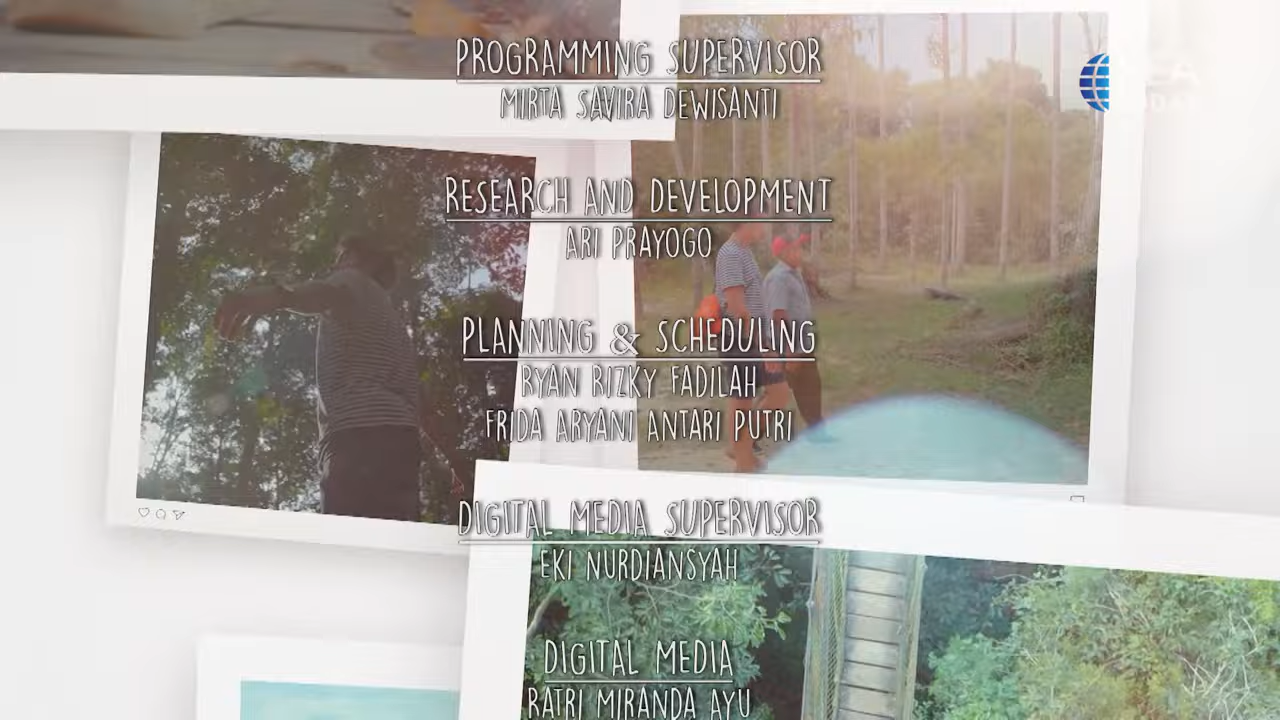 PROGRAMMING SUPERVISOR
MIRTA SAVIRA DEWISANTI
RESEARCH AND DEVELOPMENT
ARI PRAYOGO
PLANNING & SCHEDULING
RYAN RIZKY FADILAH
FRIDA ARYANI ANTARI PUTRI
DIGITAL MEDIA SUPERVISOR
EKI NURDIANSYAH
DIGITAL MEDIA
RATRI MIRANDA AYU